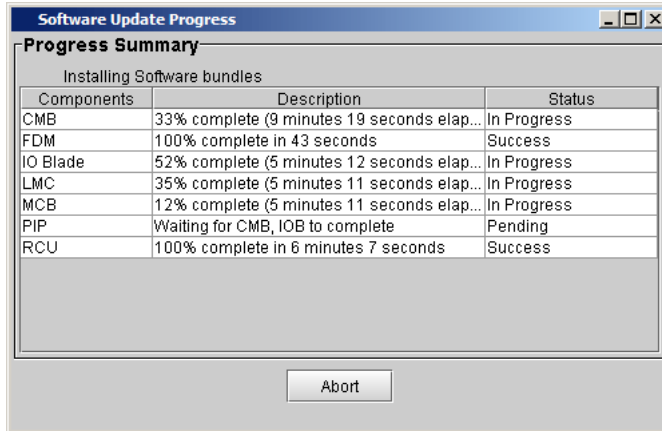 Software Update Progress
Progress Summary
Installing Software bundles
Components Description Status
CMB 33% complete (9 minutes 19 seconds elap... In Progress
FDM 100% complete in 43 seconds Success
IO Blade 52% complete (5 minutes 12 seconds elap... In Progress
LMC 35% complete (5 minutes 11 seconds elap... In Progress
MCB 12% complete (5 minutes 11 seconds elap... In Progress
PIP Waiting for CMB, IOB to complete Pending
RCU 100% complete in 6 minutes 7 seconds Success
Abort